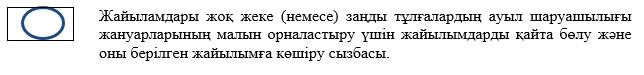 Жайыламдары жоқ жеке (немесе) заңды тұлғалардың ауыл шаруашылығы
жануарларының малын орналастыру үшін жайылымдарды қайта бөлу және
оны берілген жайылымға көшіру сызбасы.